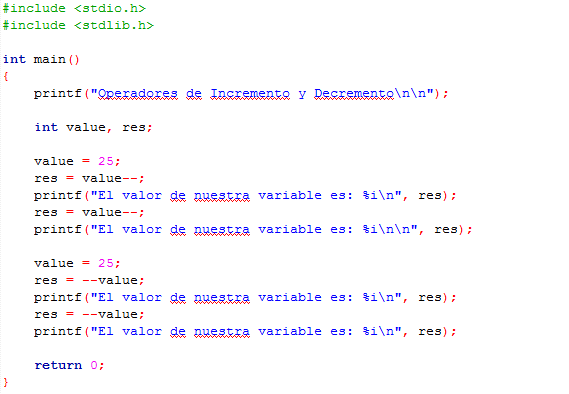 #include <stdio.h>
#include <stdlib.h>
int main()
{
printf("Operadores de Incremento y Decremento\n\n");
int value, res;
value = 25;
res = value--;
printf("El valor de nuestra variable es: %i\n", res);
res = value--;
printf("El valor de nuestra variable es: %i\n\n", res);
value = 25;
res = --value;
printf("El valor de nuestra variable es: %i\n", res);
res = --value;
printf("El valor de nuestra variable es: %i\n", res);
return 0;
}